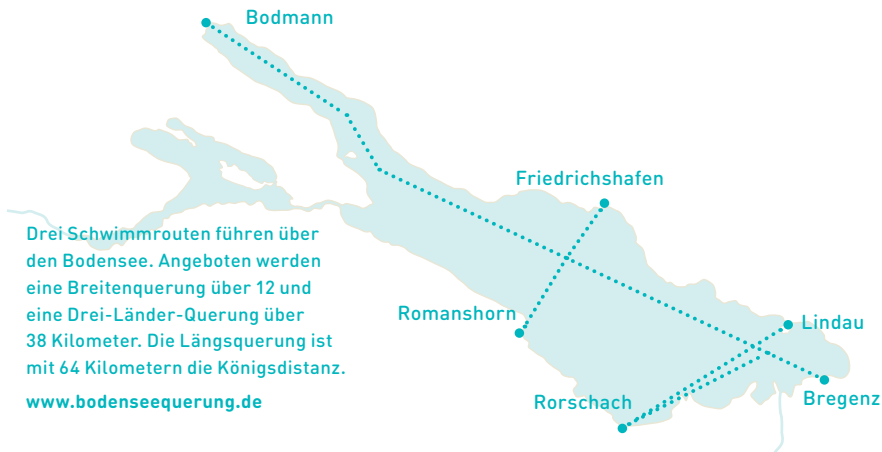 Bodmann
Friedrichshafen
Drei Schwimmrouten führen über
den Bodensee. Angeboten werden
eine Breitenquerung über 12 und
eine Drei-Länder-Querung über
38 Kilometer. Die Längsquerung ist
mit 64 Kilometern die Königsdistanz.
www.bodenseequerung.de
Romanshorn
Lindau
Rorschach
Bregenz